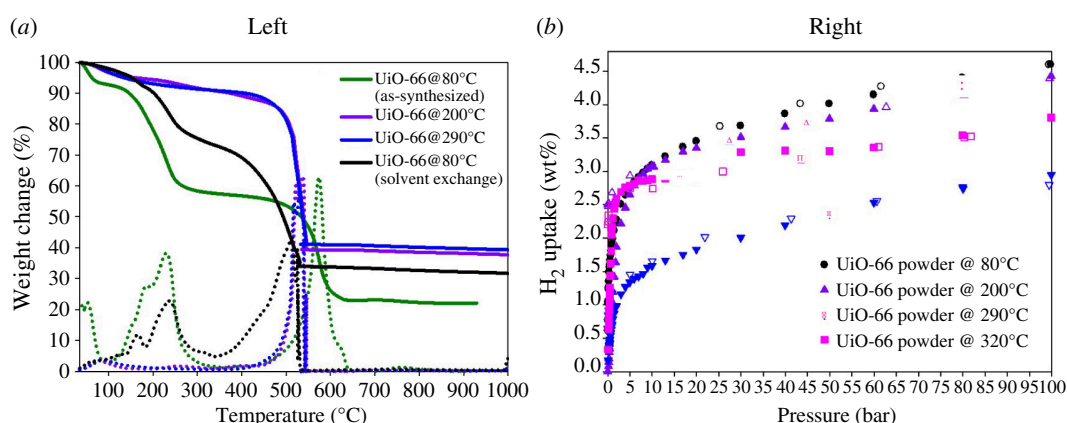 (a) Left
100
90
80
70
60
50
40
30
20
10
0
Weight change (%)
UiO-66@80°C
(as-synthesized)
UiO-66@200°C
UiO-66@290°C
UiO-66@80°C
(solvent exchange)
100 200 300 400 500 600 700 800 900 1000
Temperature (°C)
(b) Right
4.5
4.0
3.5
3.0
2.5
2.0
1.5
1.0
0.5
0.0
H2 uptake (wt%)
UiO-66 powder @ 80°C
UiO-66 powder @ 200°C
UiO-66 powder @ 290°C
UiO-66 powder @ 320°C
0 5 10 15 20 25 30 35 40 45 50 55 60 65 70 75 80 85 90 95 100
Pressure (bar)